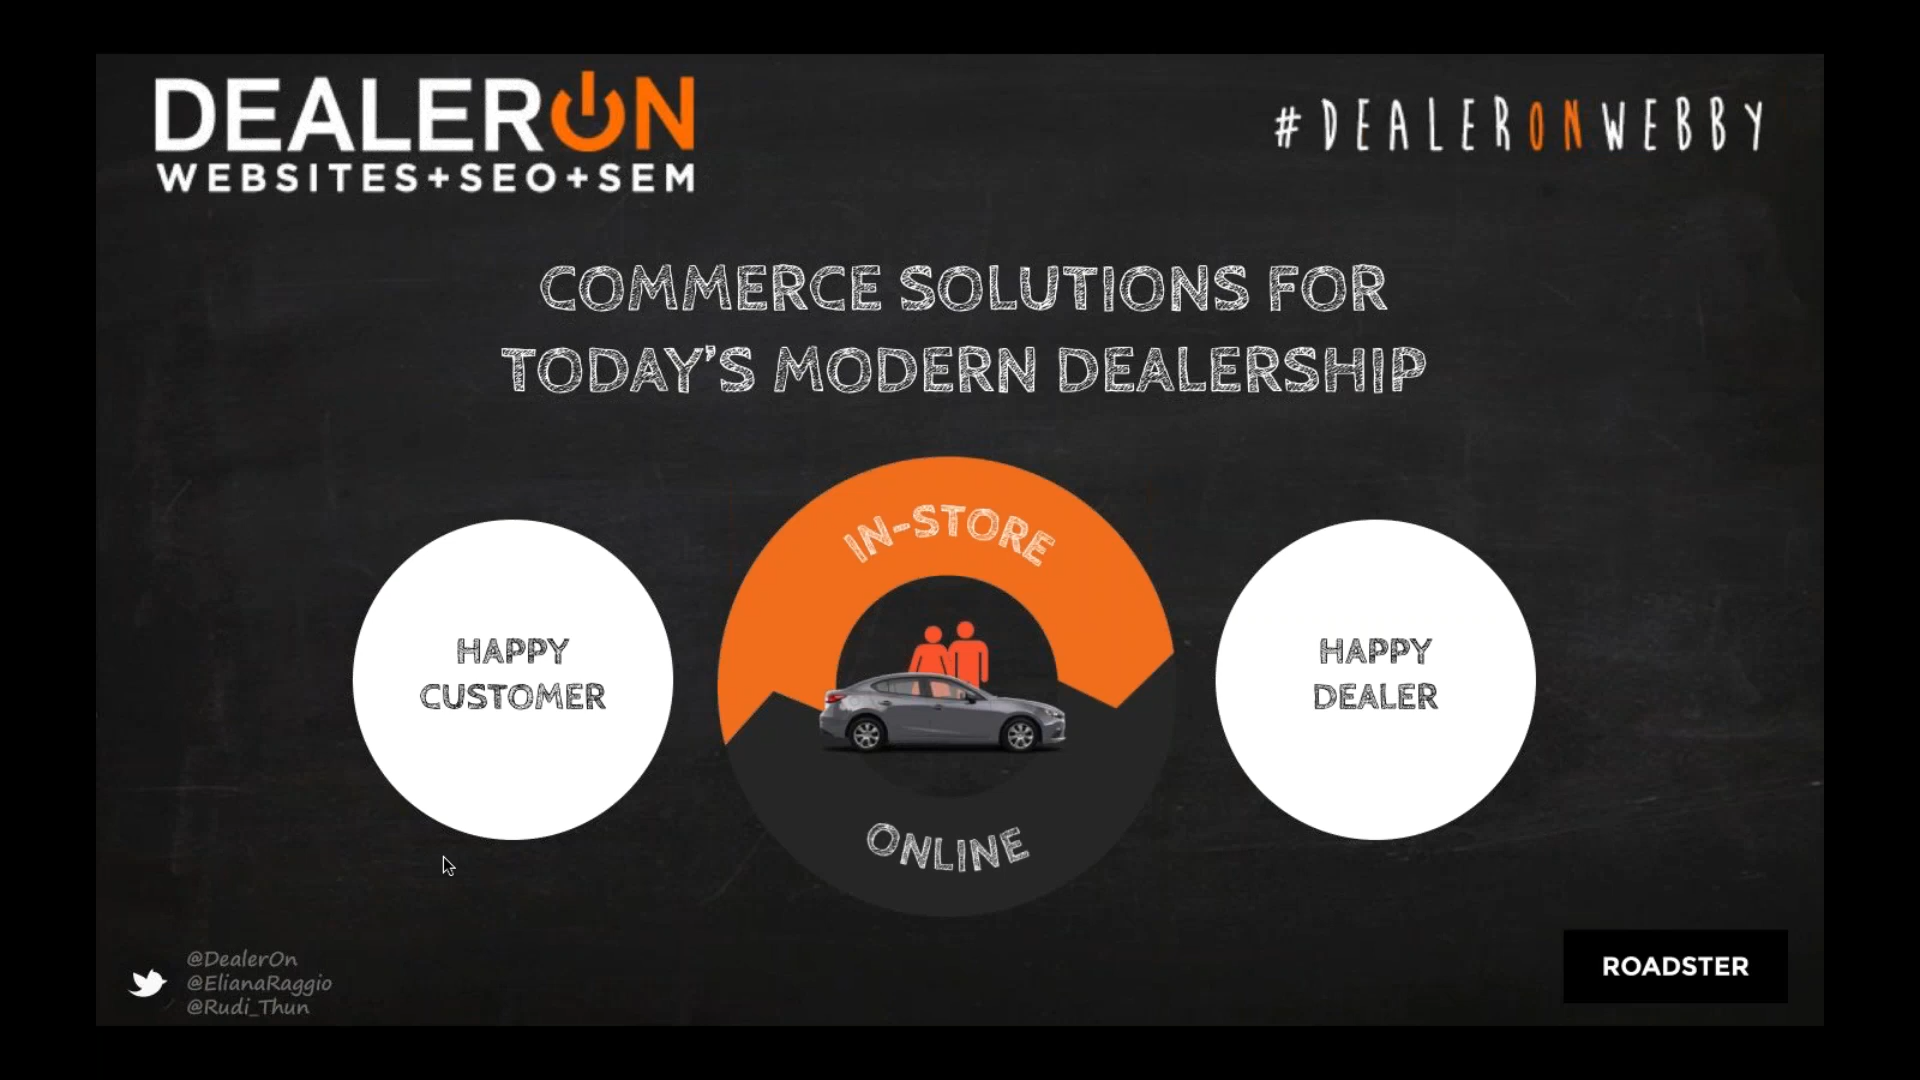 DEALERON
WEBSITES+SEO+SEM
#DEALERONWEBBY
COMMERCE SOLUTIONS FOR
TODAY'S MODERN DEALERSHIP
HAPPY
CUSTOMER
IN-STORE
ONLINE
HAPPY
DEALER
@DealerOn
@ElianaRaggio
@Rudi_Thun
ROADSTER